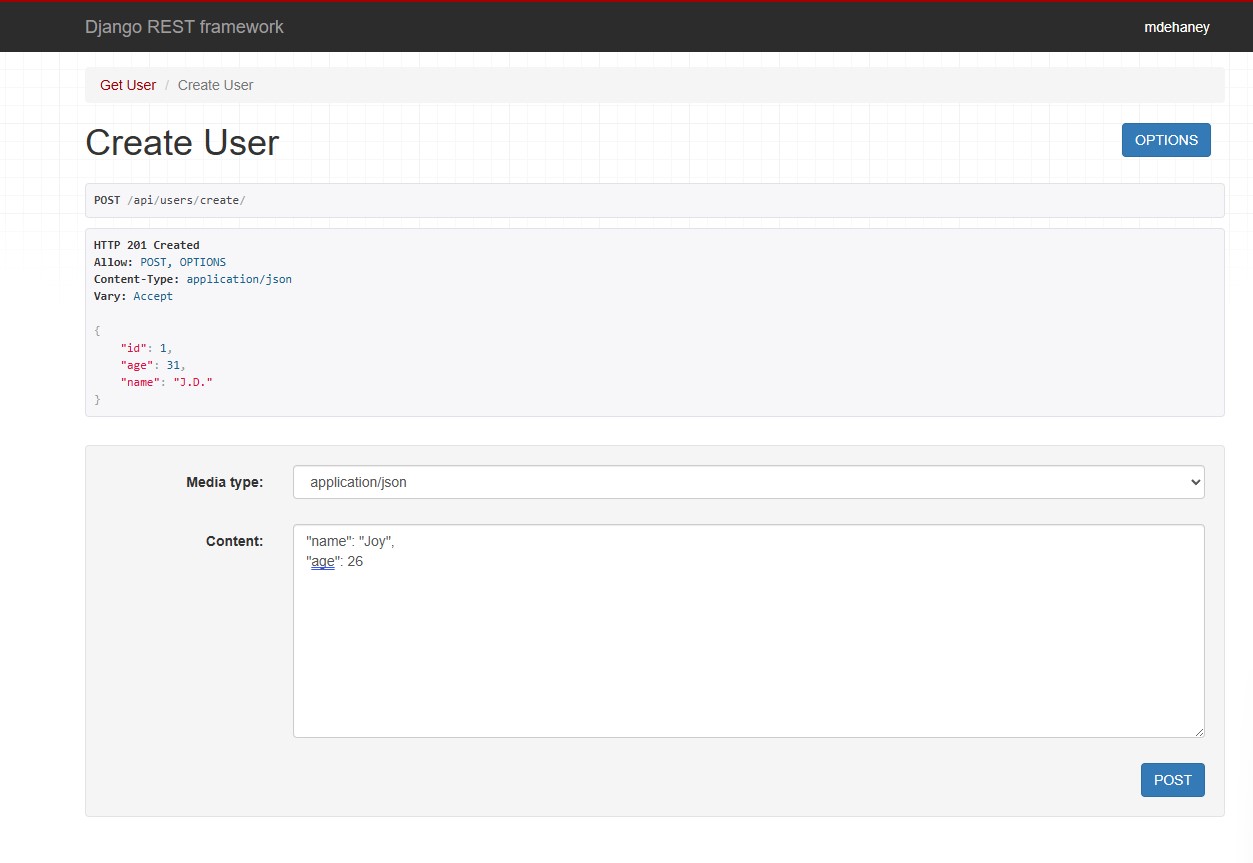 Django REST framework
mdehaney
Get User / Create User
Create User
OPTIONS
POST /api/users/create/
HTTP 201 Created
Allow: POST, OPTIONS
Content-Type: application/json
Vary: Accept
{
    "id": 1,
    "age": 31,
    "name": "J.D."
}
Media type:
application/json
Content:
"name": "Joy",
"age": 26
POST